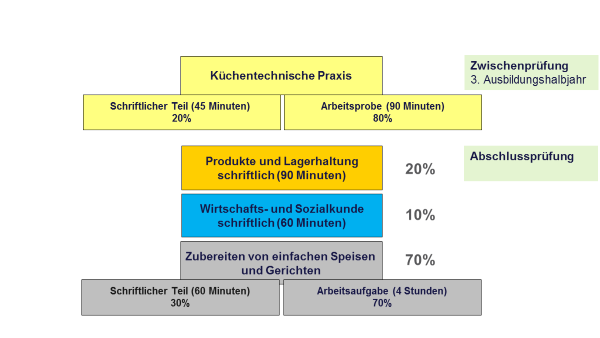 Küchentechnische Praxis
Zwischenprüfung
3. Ausbildungshalbjahr
Schriftlicher Teil (45 Minuten)
20%
Arbeitsprobe (90 Minuten)
80%
Abschlussprüfung
Produkte und Lagerhaltung
schriftlich (90 Minuten)
20%
Wirtschafts- und Sozialkunde
schriftlich (60 Minuten)
10%
Zubereiten von einfachen Speisen
und Gerichten
70%
Schriftlicher Teil (60 Minuten)
30%
Arbeitsaufgabe (4 Stunden)
70%